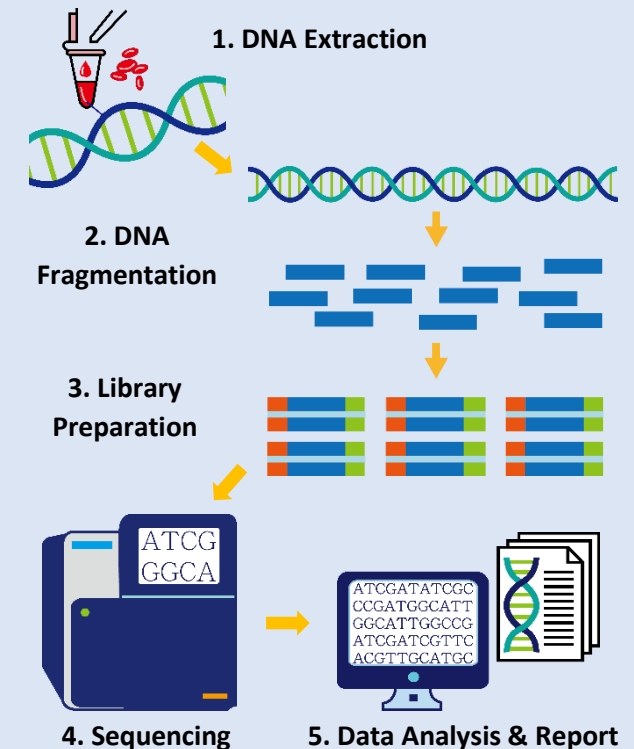 1. DNA Extraction
2. DNA
Fragmentation
3. Library
Preparation
ATCG
GGCA
ATCGATATCGC
CCGATGGCATT
GGCATTGGCCG
ATCGATCGTTC
ACGTTGCATGC
4. Sequencing
5. Data Analysis & Report